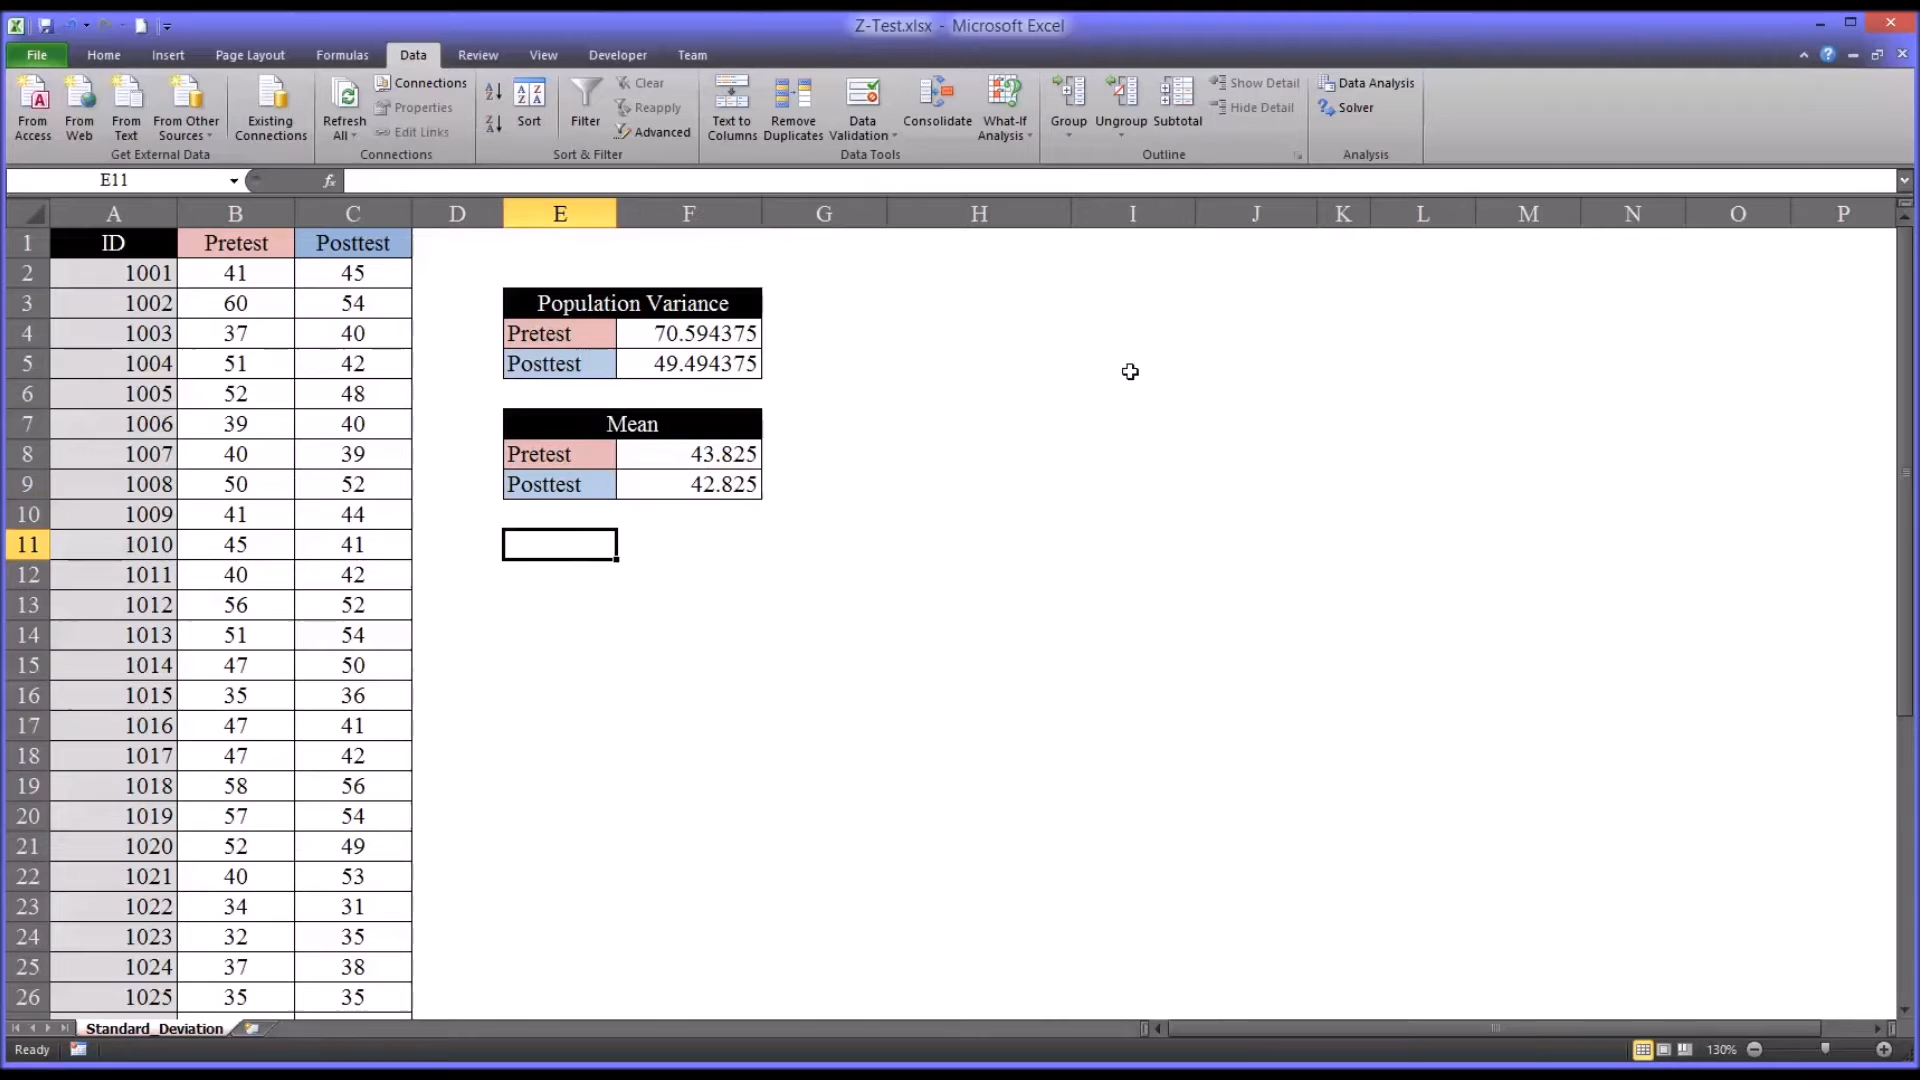 Z-Test.xlsx - Microsoft Excel
File Home Insert Page Layout Formulas Data Review View Developer Team
From Access
From Web
From Text
From Other Sources
Existing Connections
Get External Data
Refresh All
Connections
Properties
Edit Links
Connections
Sort
Filter
Clear
Reapply
Advanced
Sort & Filter
Text to Columns
Remove Duplicates
Data Validation
Consolidate
What-If Analysis
Data Tools
Group
Ungroup
Subtotal
Show Detail
Hide Detail
Outline
Data Analysis
Solver
Analysis
E11 fx
A B C D E F G H I J K L M N O P
1 ID Pretest Posttest
2 1001 41 45
3 1002 60 54 Population Variance
4 1003 37 40 Pretest 70.594375
5 1004 51 42 Posttest 49.494375
6 1005 52 48
7 1006 39 40 Mean
8 1007 40 39 Pretest 43.825
9 1008 50 52 Posttest 42.825
10 1009 41 44
11 1010 45 41
12 1011 40 42
13 1012 56 52
14 1013 51 54
15 1014 47 50
16 1015 35 36
17 1016 47 41
18 1017 47 42
19 1018 58 56
20 1019 57 54
21 1020 52 49
22 1021 40 53
23 1022 34 31
24 1023 32 35
25 1024 37 38
26 1025 35 35
Standard_Deviation
Ready 130%